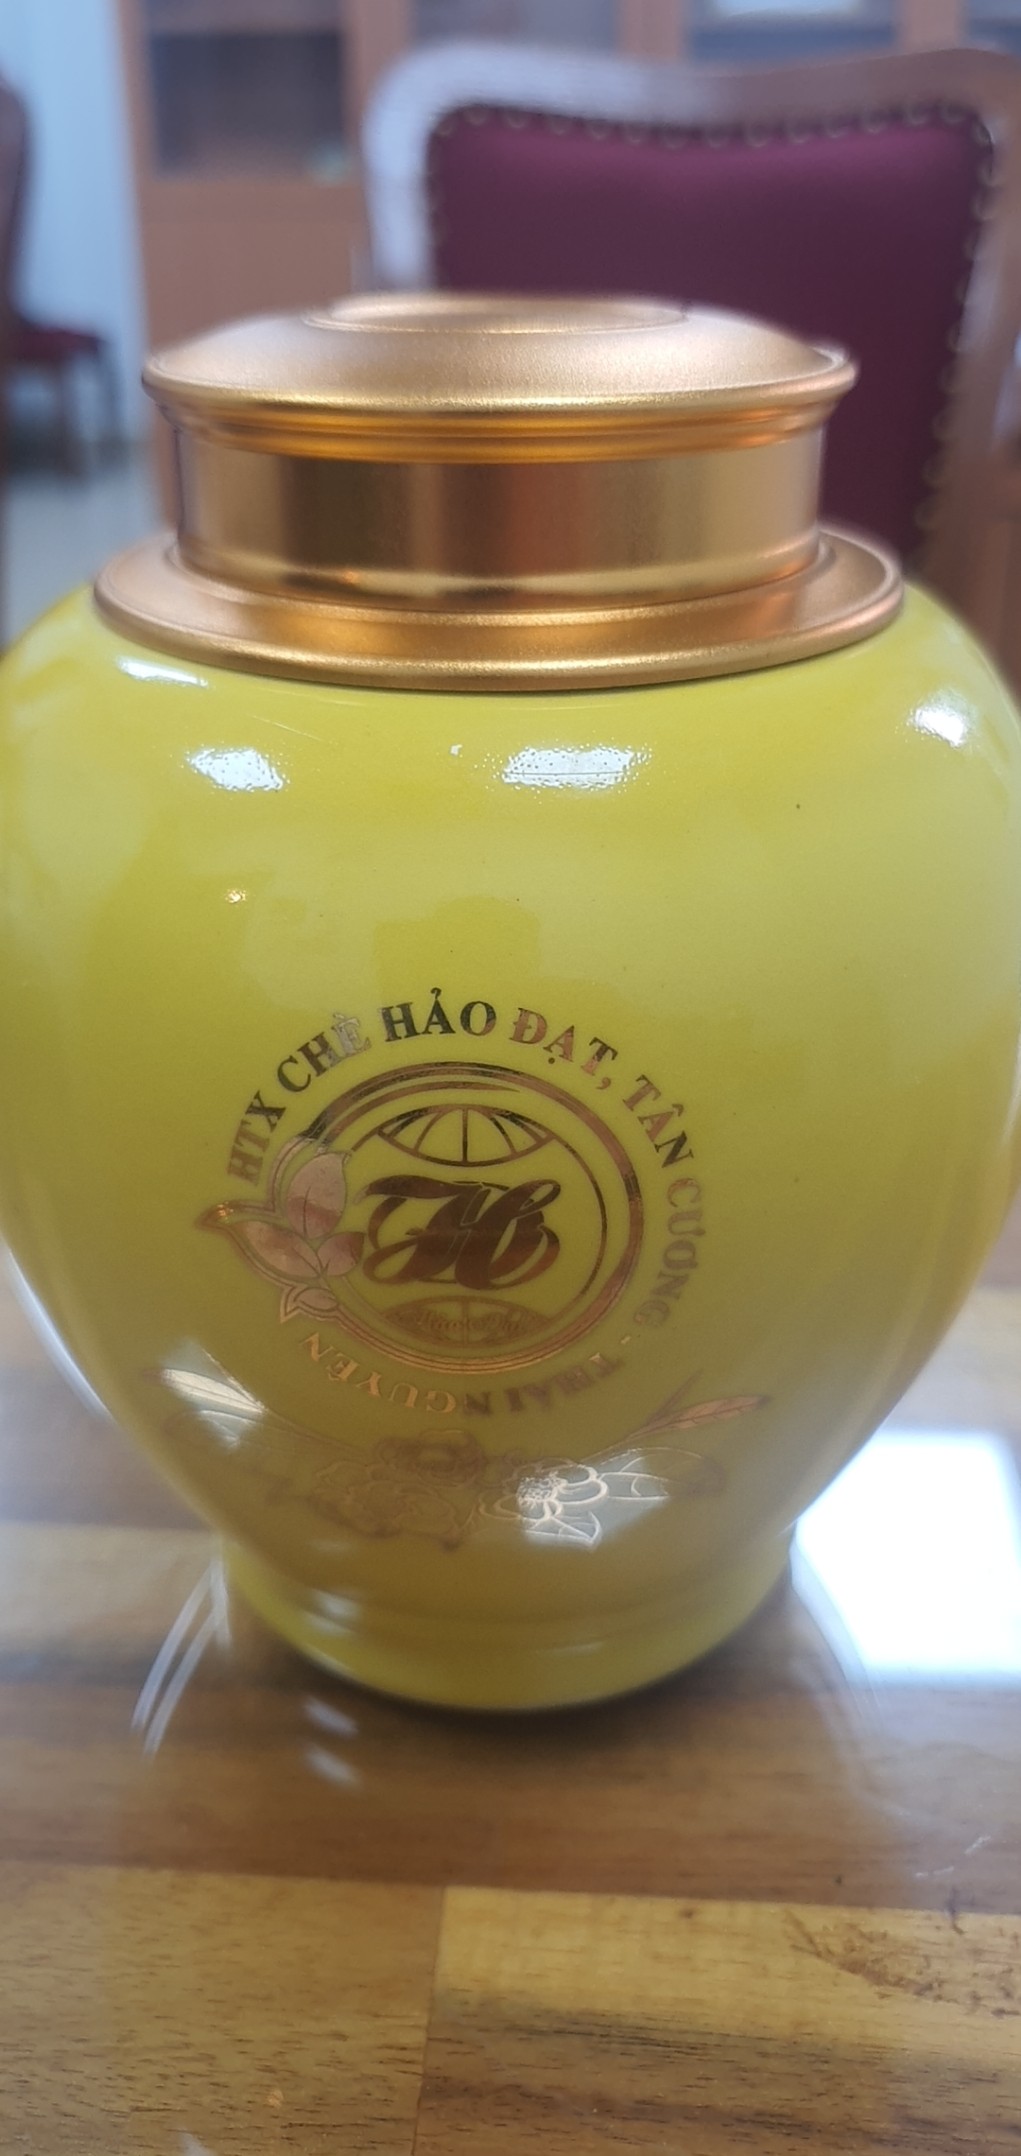 HTX CHÈ HẢO ĐẠT, TÂN CƯƠNG - THÁI NGUYÊN